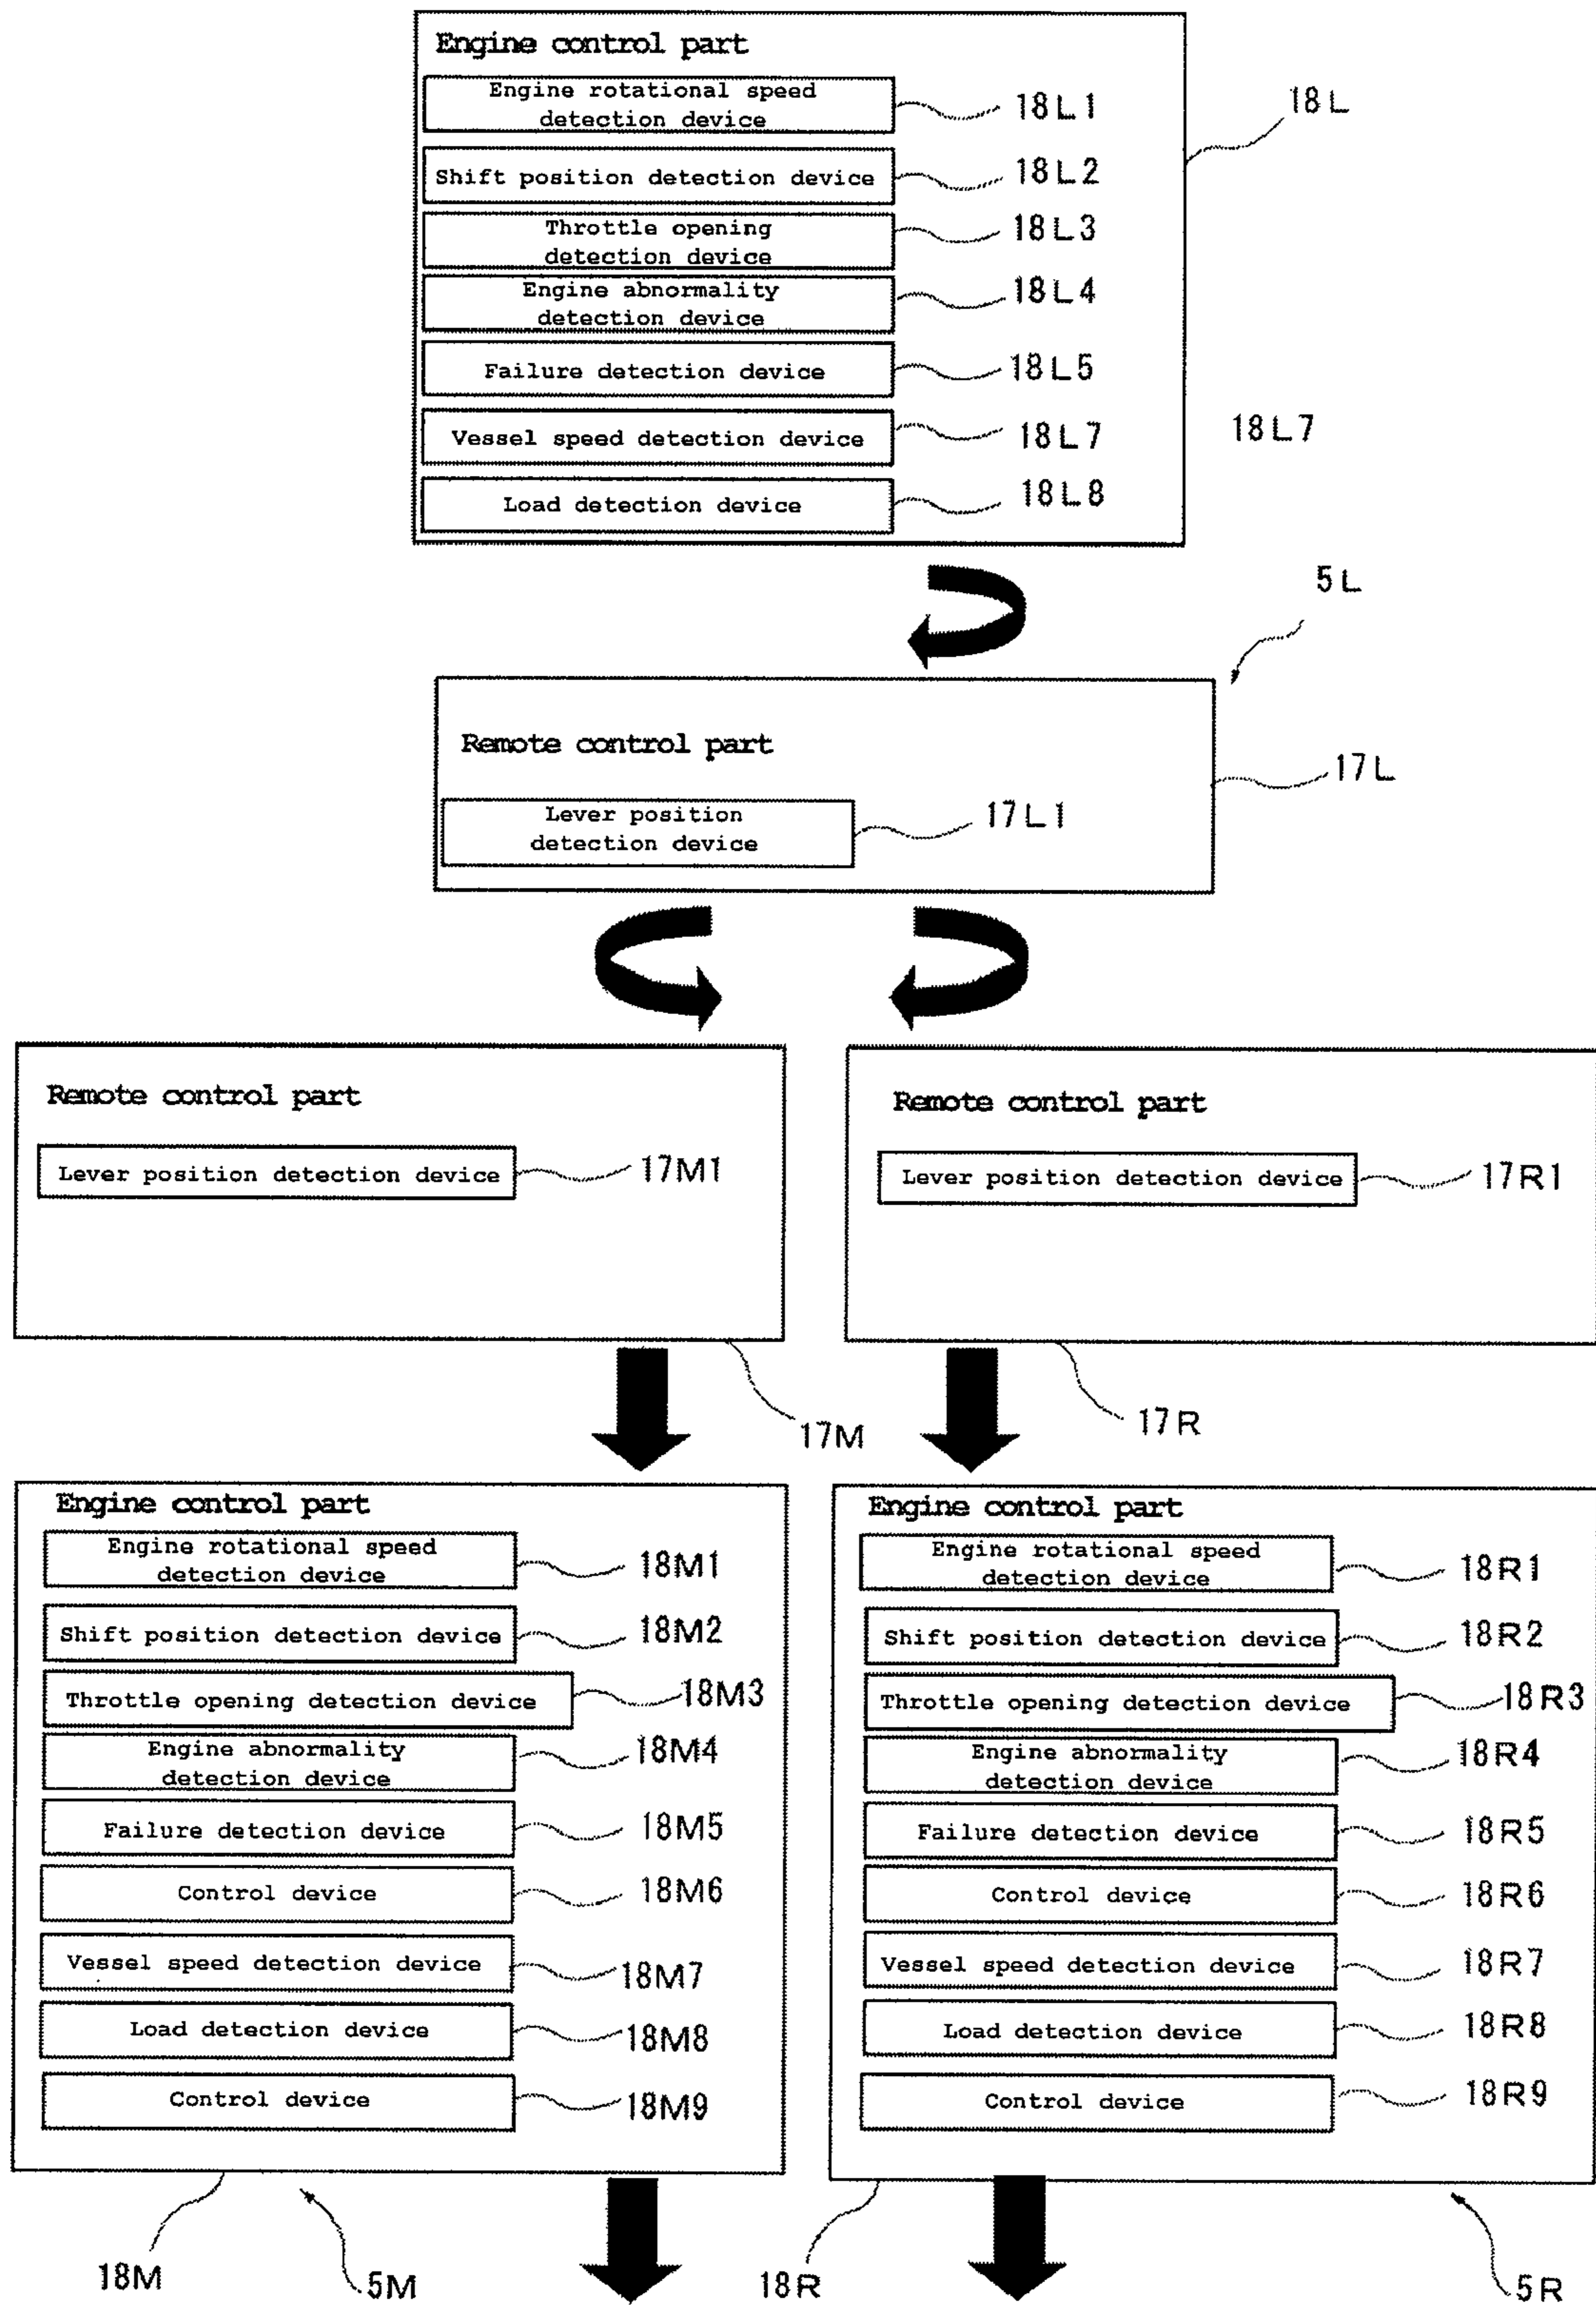 Engine control part
Engine rotational speed
detection device
18L1
18L
Shift position detection device
18L2
Throttle opening
detection device
18L3
Engine abnormality
detection device
18L4
Failure detection device
18L5
Vessel speed detection device
18L7
18L7
Load detection device
18L8
5L
Remote control part
17L
Lever position
detection device
17L1
Remote control part
Lever position detection device
17M1
17M
Remote control part
Lever position detection device
17R1
17R
Engine control part
Engine rotational speed
detection device
18M1
Shift position detection device
18M2
Throttle opening detection device
18M3
Engine abnormality
detection device
18M4
Failure detection device
18M5
Control device
18M6
Vessel speed detection device
18M7
Load detection device
18M8
Control device
18M9
18M
5M
Engine control part
Engine rotational speed
detection device
18R1
Shift position detection device
18R2
Throttle opening detection device
18R3
Engine abnormality
detection device
18R4
Failure detection device
18R5
Control device
18R6
Vessel speed detection device
18R7
Load detection device
18R8
Control device
18R9
18R
5R